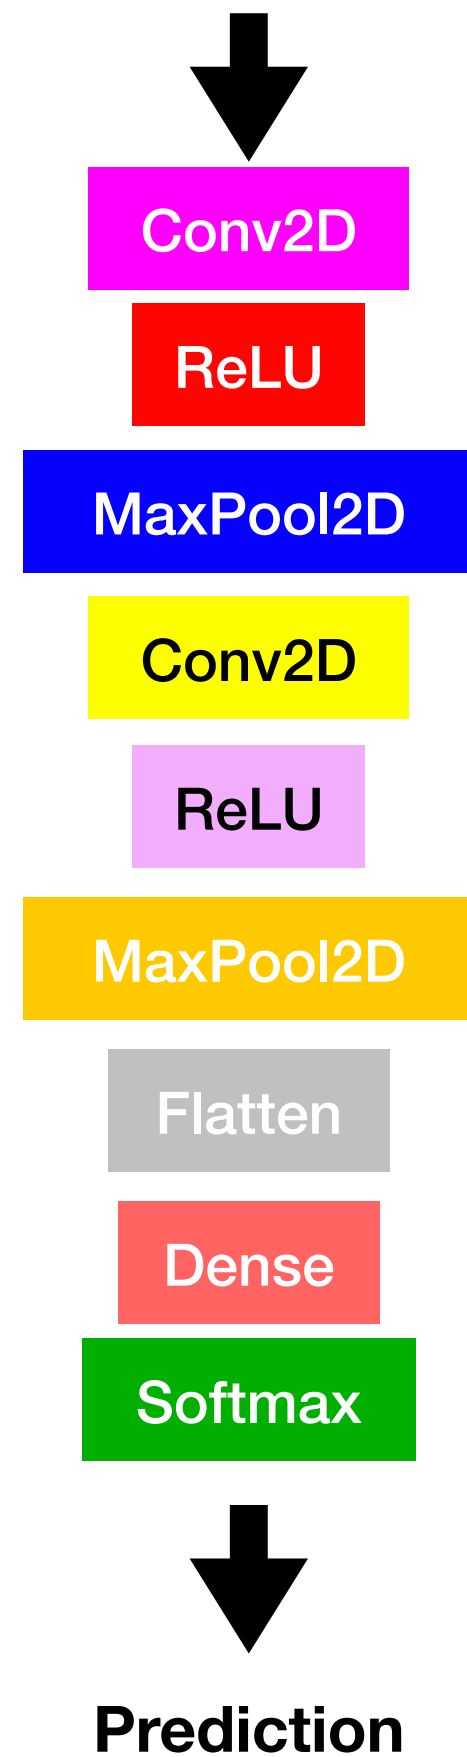 Conv2D
ReLU
MaxPool2D
Conv2D
ReLU
MaxPool2D
Flatten
Dense
Softmax
Prediction